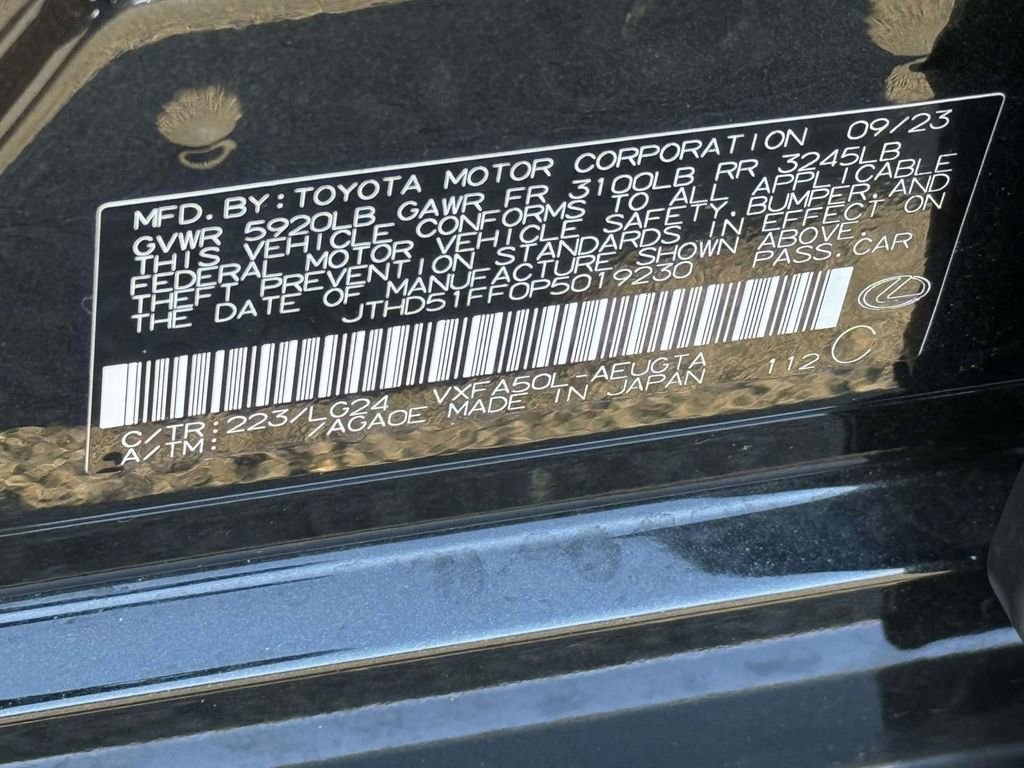 MFD. BY: TOYOTA MOTOR CORPORATION 09/23
GVWR 5920LB GAWR FR 3100LB RR 3245LB
THIS VEHICLE CONFORMS TO ALL APPLICABLE
FEDERAL MOTOR VEHICLE SAFETY, BUMPER, AND
THEFT PREVENTION STANDARDS IN EFFECT ON
THE DATE OF MANUFACTURE SHOWN ABOVE.
JTHD51FF0P5019230 PASS. CAR
C/TR: 223/LG24 VXFA50L-AEUGTA 112 C
A/TM: /AGA0E MADE IN JAPAN